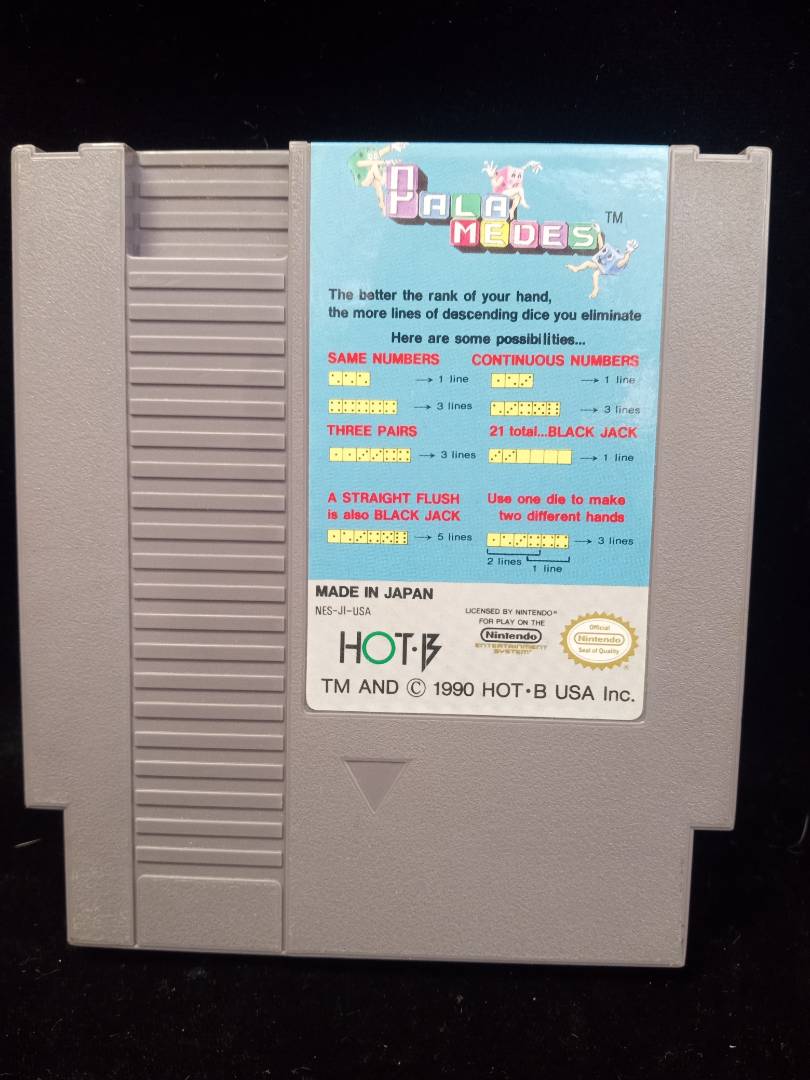 PALA
MEDES
TM
The better the rank of your hand,
the more lines of descending dice you eliminate
Here are some possibilities...
SAME NUMBERS CONTINUOUS NUMBERS
→ 1 line → 1 line
→ 3 lines → 3 lines
THREE PAIRS 21 total...BLACK JACK
→ 3 lines → 1 line
A STRAIGHT FLUSH Use one die to make
is also BLACK JACK two different hands
→ 5 lines → 3 lines
2 lines
1 line
MADE IN JAPAN
NES-JI-USA
LICENSED BY NINTENDO®
FOR PLAY ON THE
Nintendo
ENTERTAINMENT
SYSTEM®
Official
Nintendo
Seal of Quality
HOT·B
TM AND © 1990 HOT·B USA Inc.